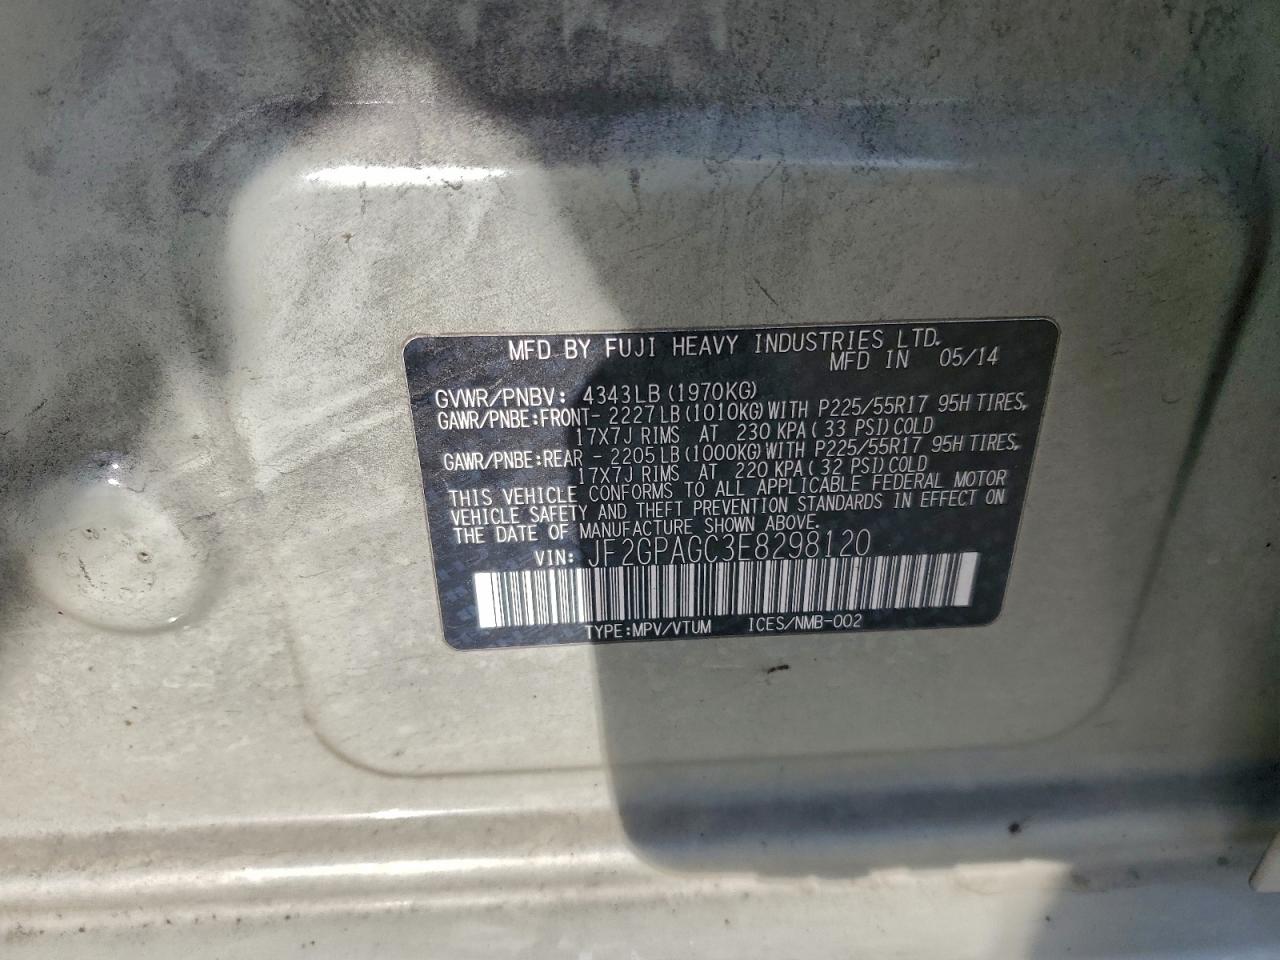 MFD BY FUJI HEAVY INDUSTRIES LTD.
MFD IN 05/14
GVWR/PNBV: 4343LB (1970KG)
GAWR/PNBE:FRONT- 2227LB (1010KG) WITH P225/55R17 95H TIRES,
17X7J RIMS AT 230 KPA( 33 PSI)COLD
GAWR/PNBE:REAR - 2205LB (1000KG) WITH P225/55R17 95H TIRES,
17X7J RIMS AT 220 KPA( 32 PSI)COLD
THIS VEHICLE CONFORMS TO ALL APPLICABLE FEDERAL MOTOR
VEHICLE SAFETY AND THEFT PREVENTION STANDARDS IN EFFECT ON
THE DATE OF MANUFACTURE SHOWN ABOVE.
VIN: JF2GPAGC3E8298120
TYPE:MPV/VTUM ICES/NMB-002